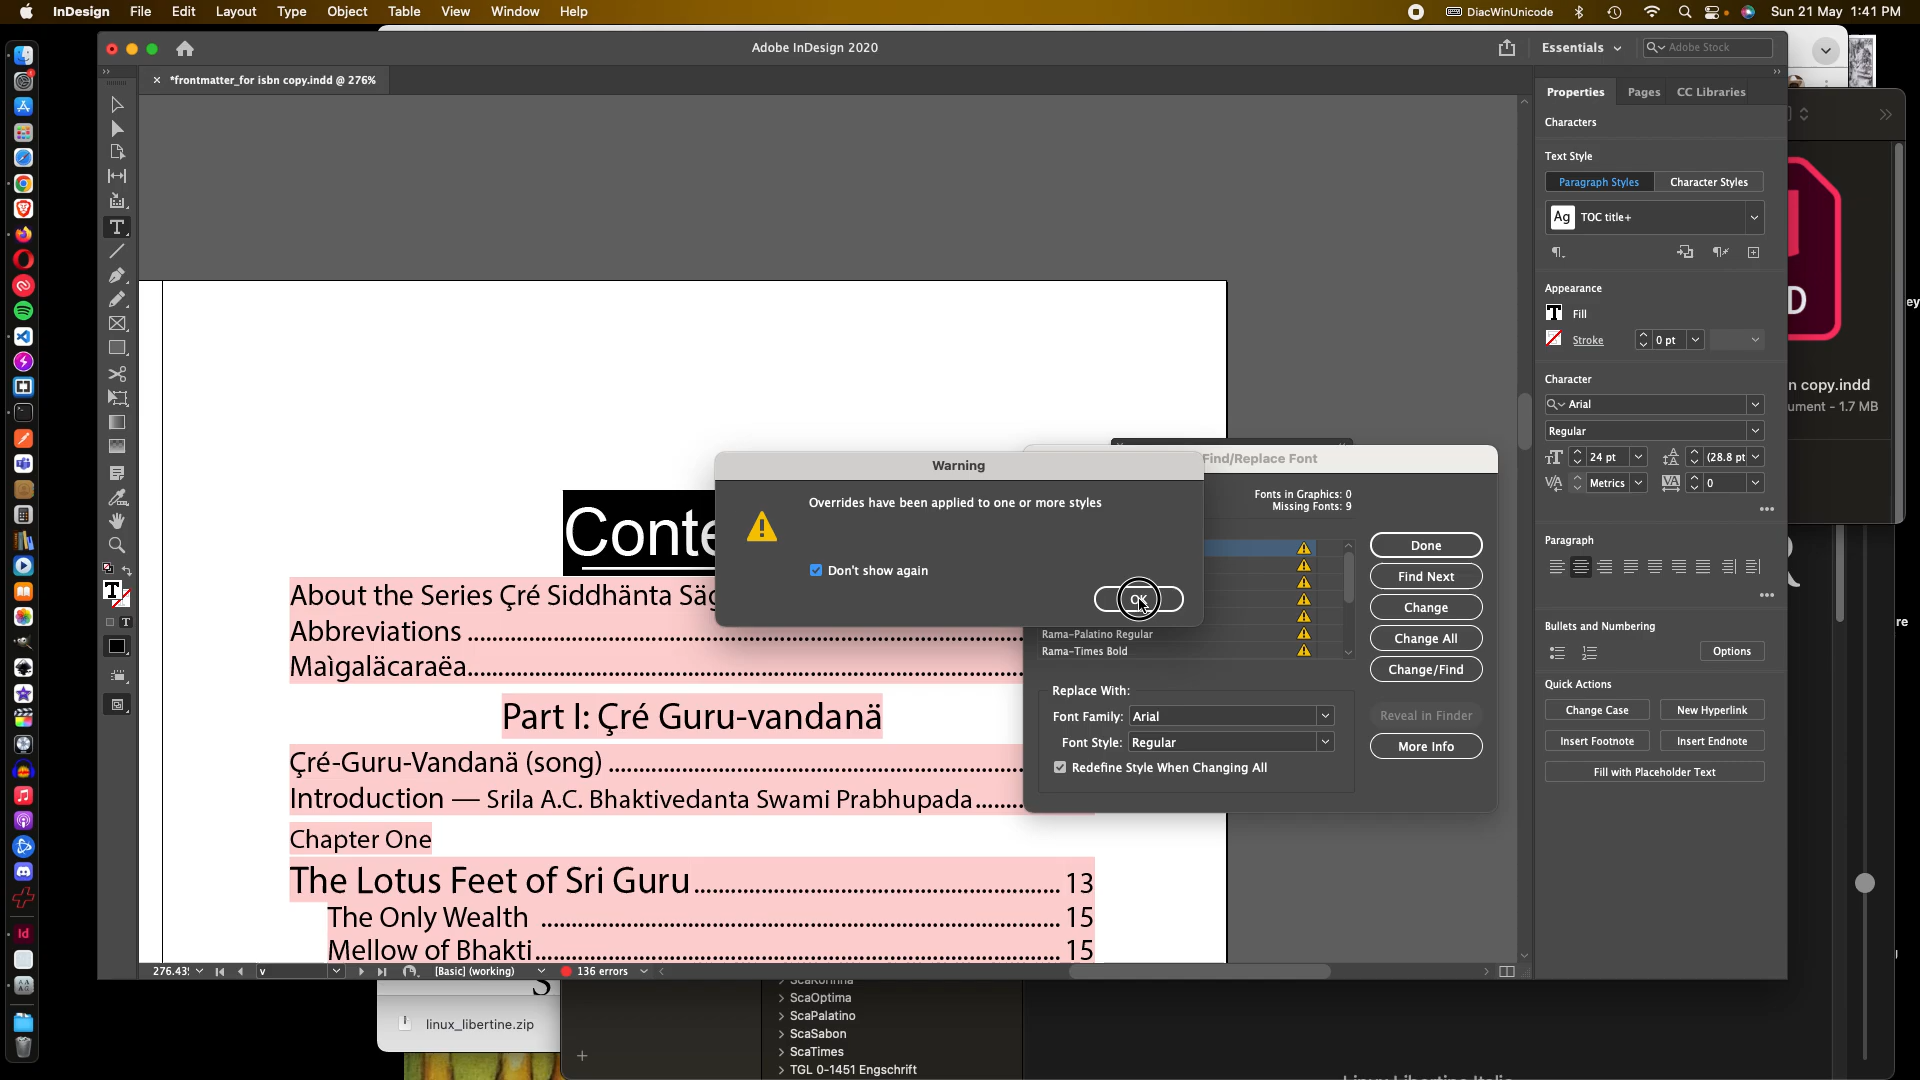 InDesign File Edit Layout Type Object Table View Window Help
DiacWinUnicode Sun 21 May 1:41 PM
Adobe InDesign 2020
Essentials Adobe Stock
*frontmatter_for isbn copy.indd @ 276%
Properties Pages CC Libraries
Characters
Text Style
Paragraph Styles Character Styles
Ag TOC title+
Appearance
Fill
Stroke 0 pt
Character
Arial
Regular
24 pt (28.8 pt
Metrics 0
Paragraph
Bullets and Numbering
Options
Quick Actions
Change Case New Hyperlink
Insert Footnote Insert Endnote
Fill with Placeholder Text
n copy.indd
ument - 1.7 MB
Conte
About the Series Çré Siddhänta Säg
Abbreviations
Maìgaläcaraëa
Part I: Çré Guru-vandanä
Çré-Guru-Vandanä (song)
Introduction — Srila A.C. Bhaktivedanta Swami Prabhupada
Chapter One
The Lotus Feet of Sri Guru 13
The Only Wealth 15
Mellow of Bhakti 15
Warning
Overrides have been applied to one or more styles
Don't show again
OK
Find/Replace Font
Fonts in Graphics: 0
Missing Fonts: 9
Rama-Palatino Regular
Rama-Times Bold
Done
Find Next
Change
Change All
Change/Find
Reveal in Finder
More Info
Replace With:
Font Family: Arial
Font Style: Regular
Redefine Style When Changing All
v [Basic] (working) 136 errors
linux_libertine.zip
ScaOptima
ScaPalatino
ScaSabon
ScaTimes
TGL 0-1451 Engschrift